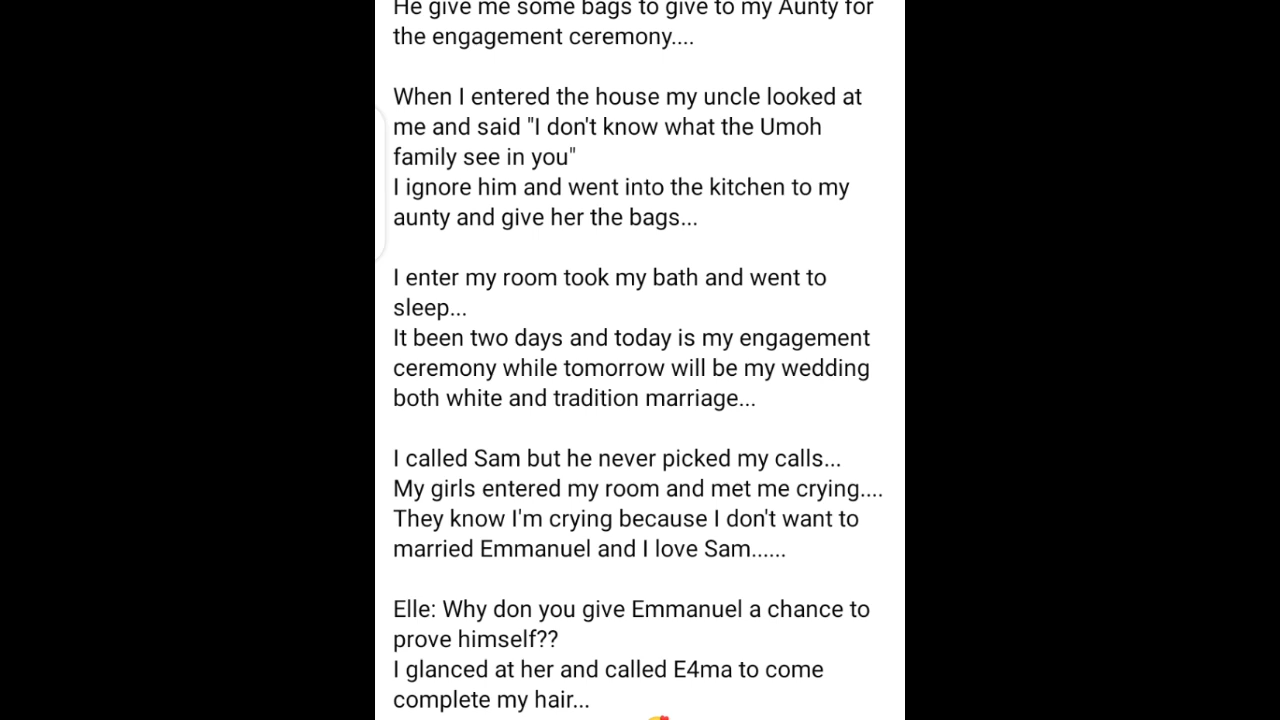 He give me some bags to give to my Aunty for
the engagement ceremony....
When I entered the house my uncle looked at
me and said "I don't know what the Umoh
family see in you"
I ignore him and went into the kitchen to my
aunty and give her the bags...
I enter my room took my bath and went to
sleep...
It been two days and today is my engagement
ceremony while tomorrow will be my wedding
both white and tradition marriage...
I called Sam but he never picked my calls...
My girls entered my room and met me crying....
They know I'm crying because I don't want to
married Emmanuel and I love Sam......
Elle: Why don you give Emmanuel a chance to
prove himself??
I glanced at her and called E4ma to come
complete my hair...